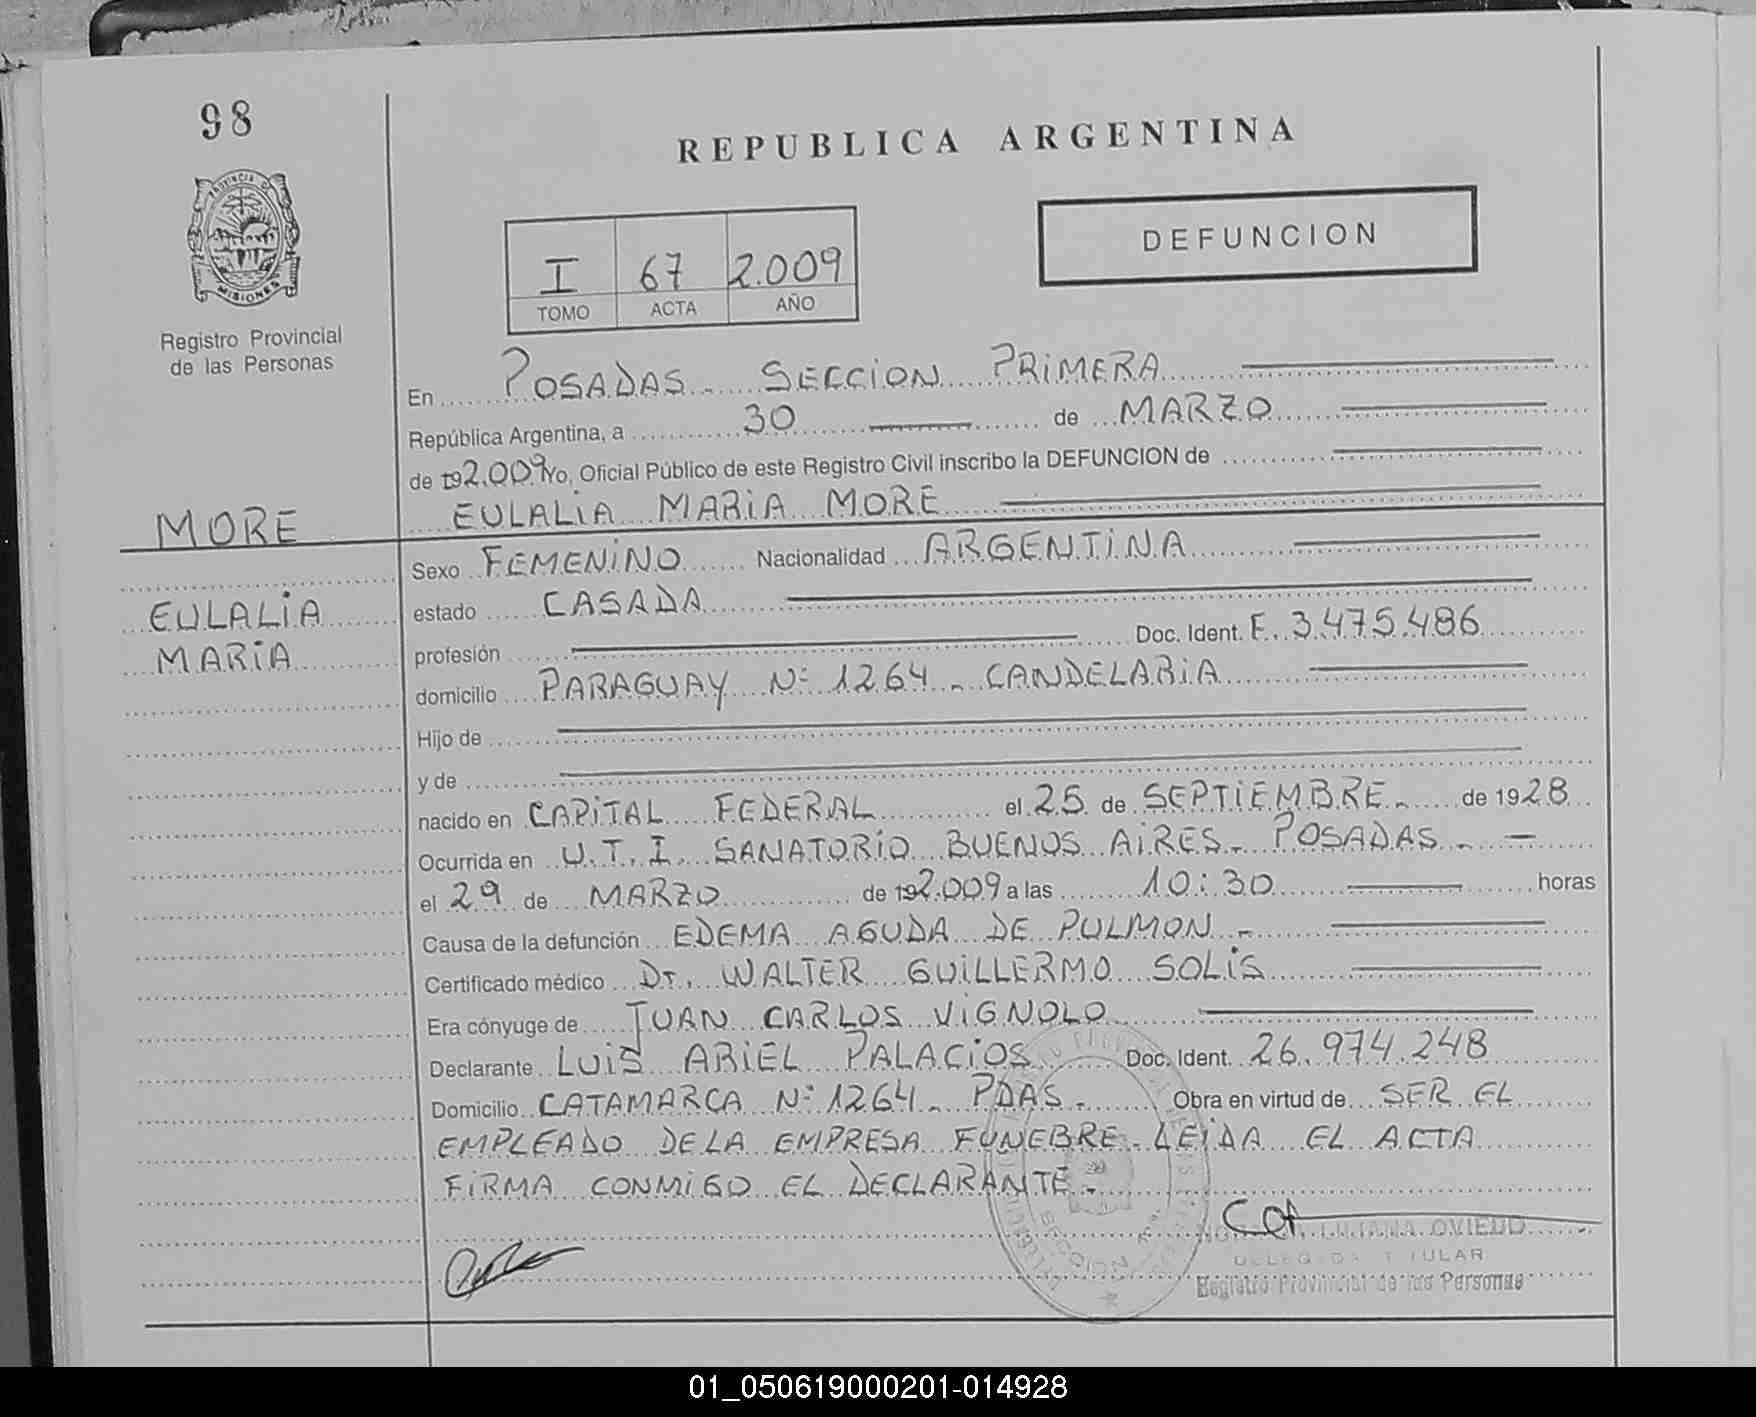 98
REPUBLICA ARGENTINA
PROVINCIA DE
MISIONES
DEFUNCION
I 67 2.009
TOMO ACTA AÑO
Registro Provincial
de las Personas
En POSADAS - SECCION PRIMERA
República Argentina, a 30 de MARZO
de 192.009 Yo, Oficial Público de este Registro Civil inscribo la DEFUNCION de
MORE
EULALIA MARIA MORE
Sexo FEMENINO Nacionalidad ARGENTINA
EULALIA
MARIA
estado CASADA
profesión Doc. Ident. F. 3.475.486
domicilio PARAGUAY Nº 1264 - CANDELARIA
Hijo de
y de
nacido en CAPITAL FEDERAL el 25 de SEPTIEMBRE - de 1928
Ocurrida en U.T.I. SANATORIO BUENOS AIRES - POSADAS - -
el 29 de MARZO de 192.009 a las 10:30 horas
Causa de la defunción EDEMA AGUDA DE PULMON -
Certificado médico Dr. WALTER GUILLERMO SOLIS
Era cónyuge de JUAN CARLOS VIGNOLO
Declarante LUIS ARIEL PALACIOS Doc. Ident. 26.974.248
Domicilio CATAMARCA Nº 1264 - PDAS - Obra en virtud de SER EL
EMPLEADO DE LA EMPRESA FUNEBRE - LEIDA EL ACTA
FIRMA CONMIGO EL DECLARANTE -
SECCION
LUJANA OVIEDO
TITULAR
Registro Provincial de las Personas
01_050619000201-014928